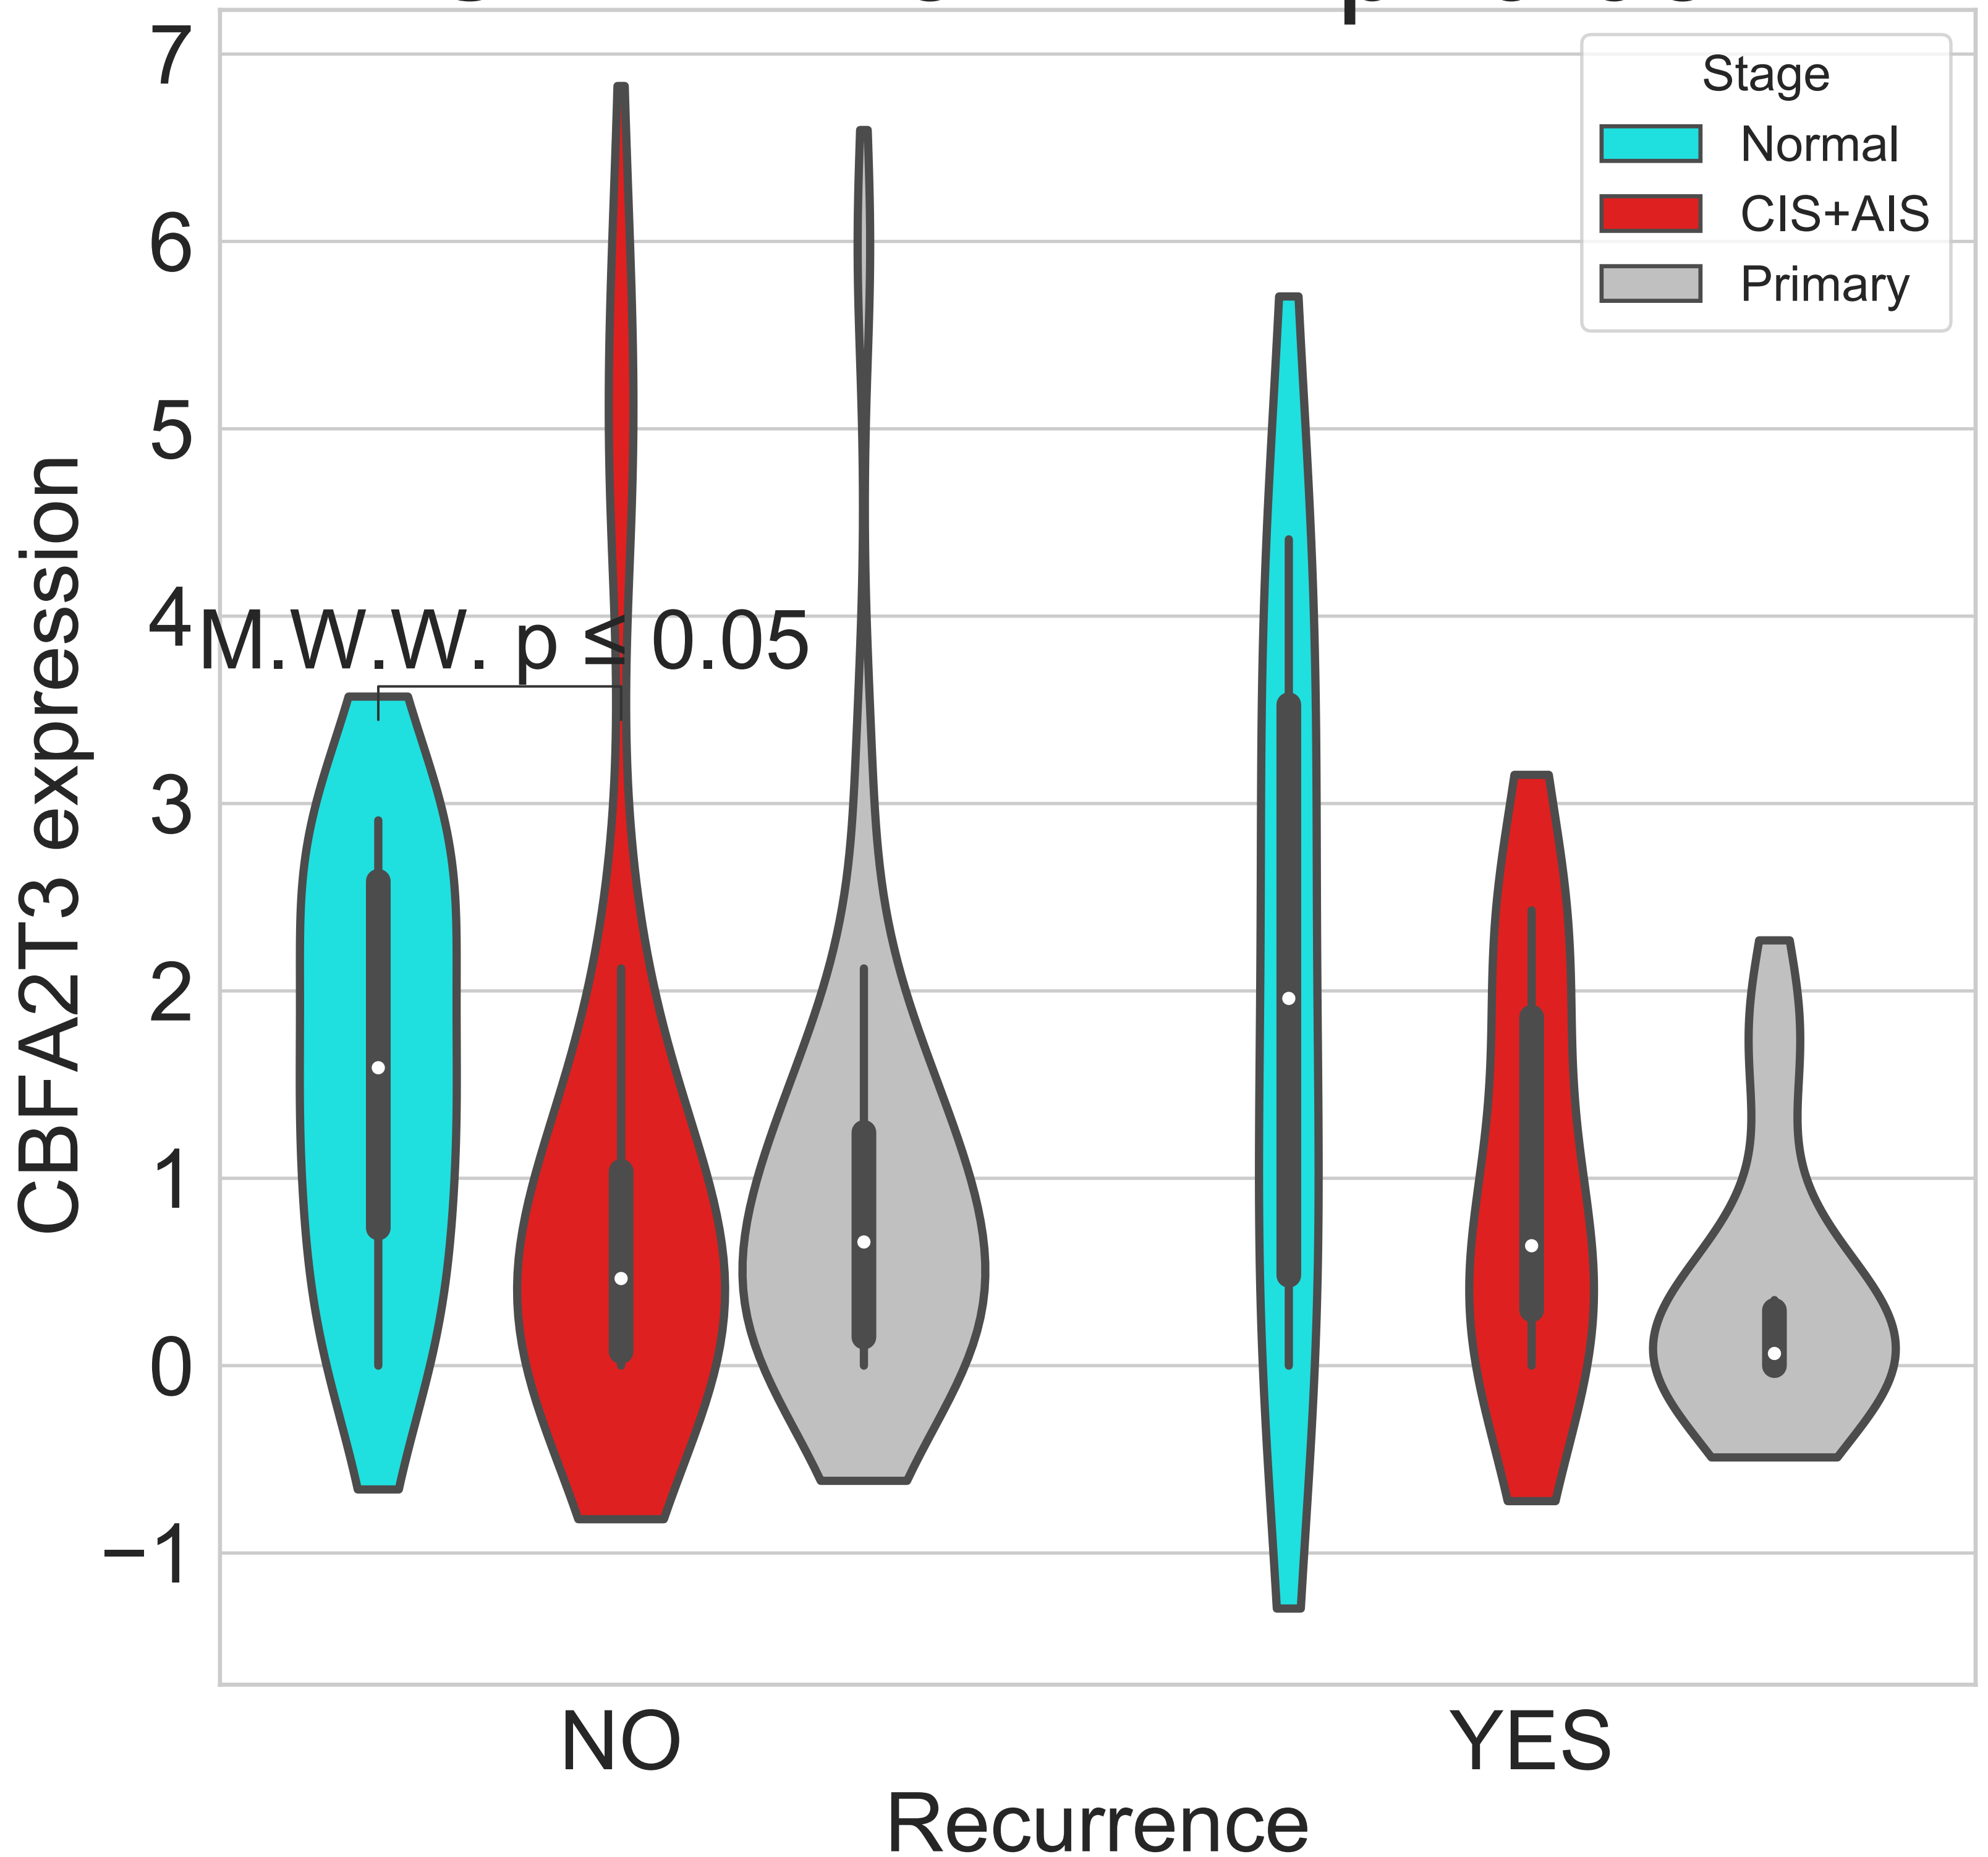 7
Stage
Normal
CIS+AIS
Primary
6
5
4
M.W.W. p ≤ 0.05
3
2
1
0
−1
CBFA2T3 expression
NO
YES
Recurrence